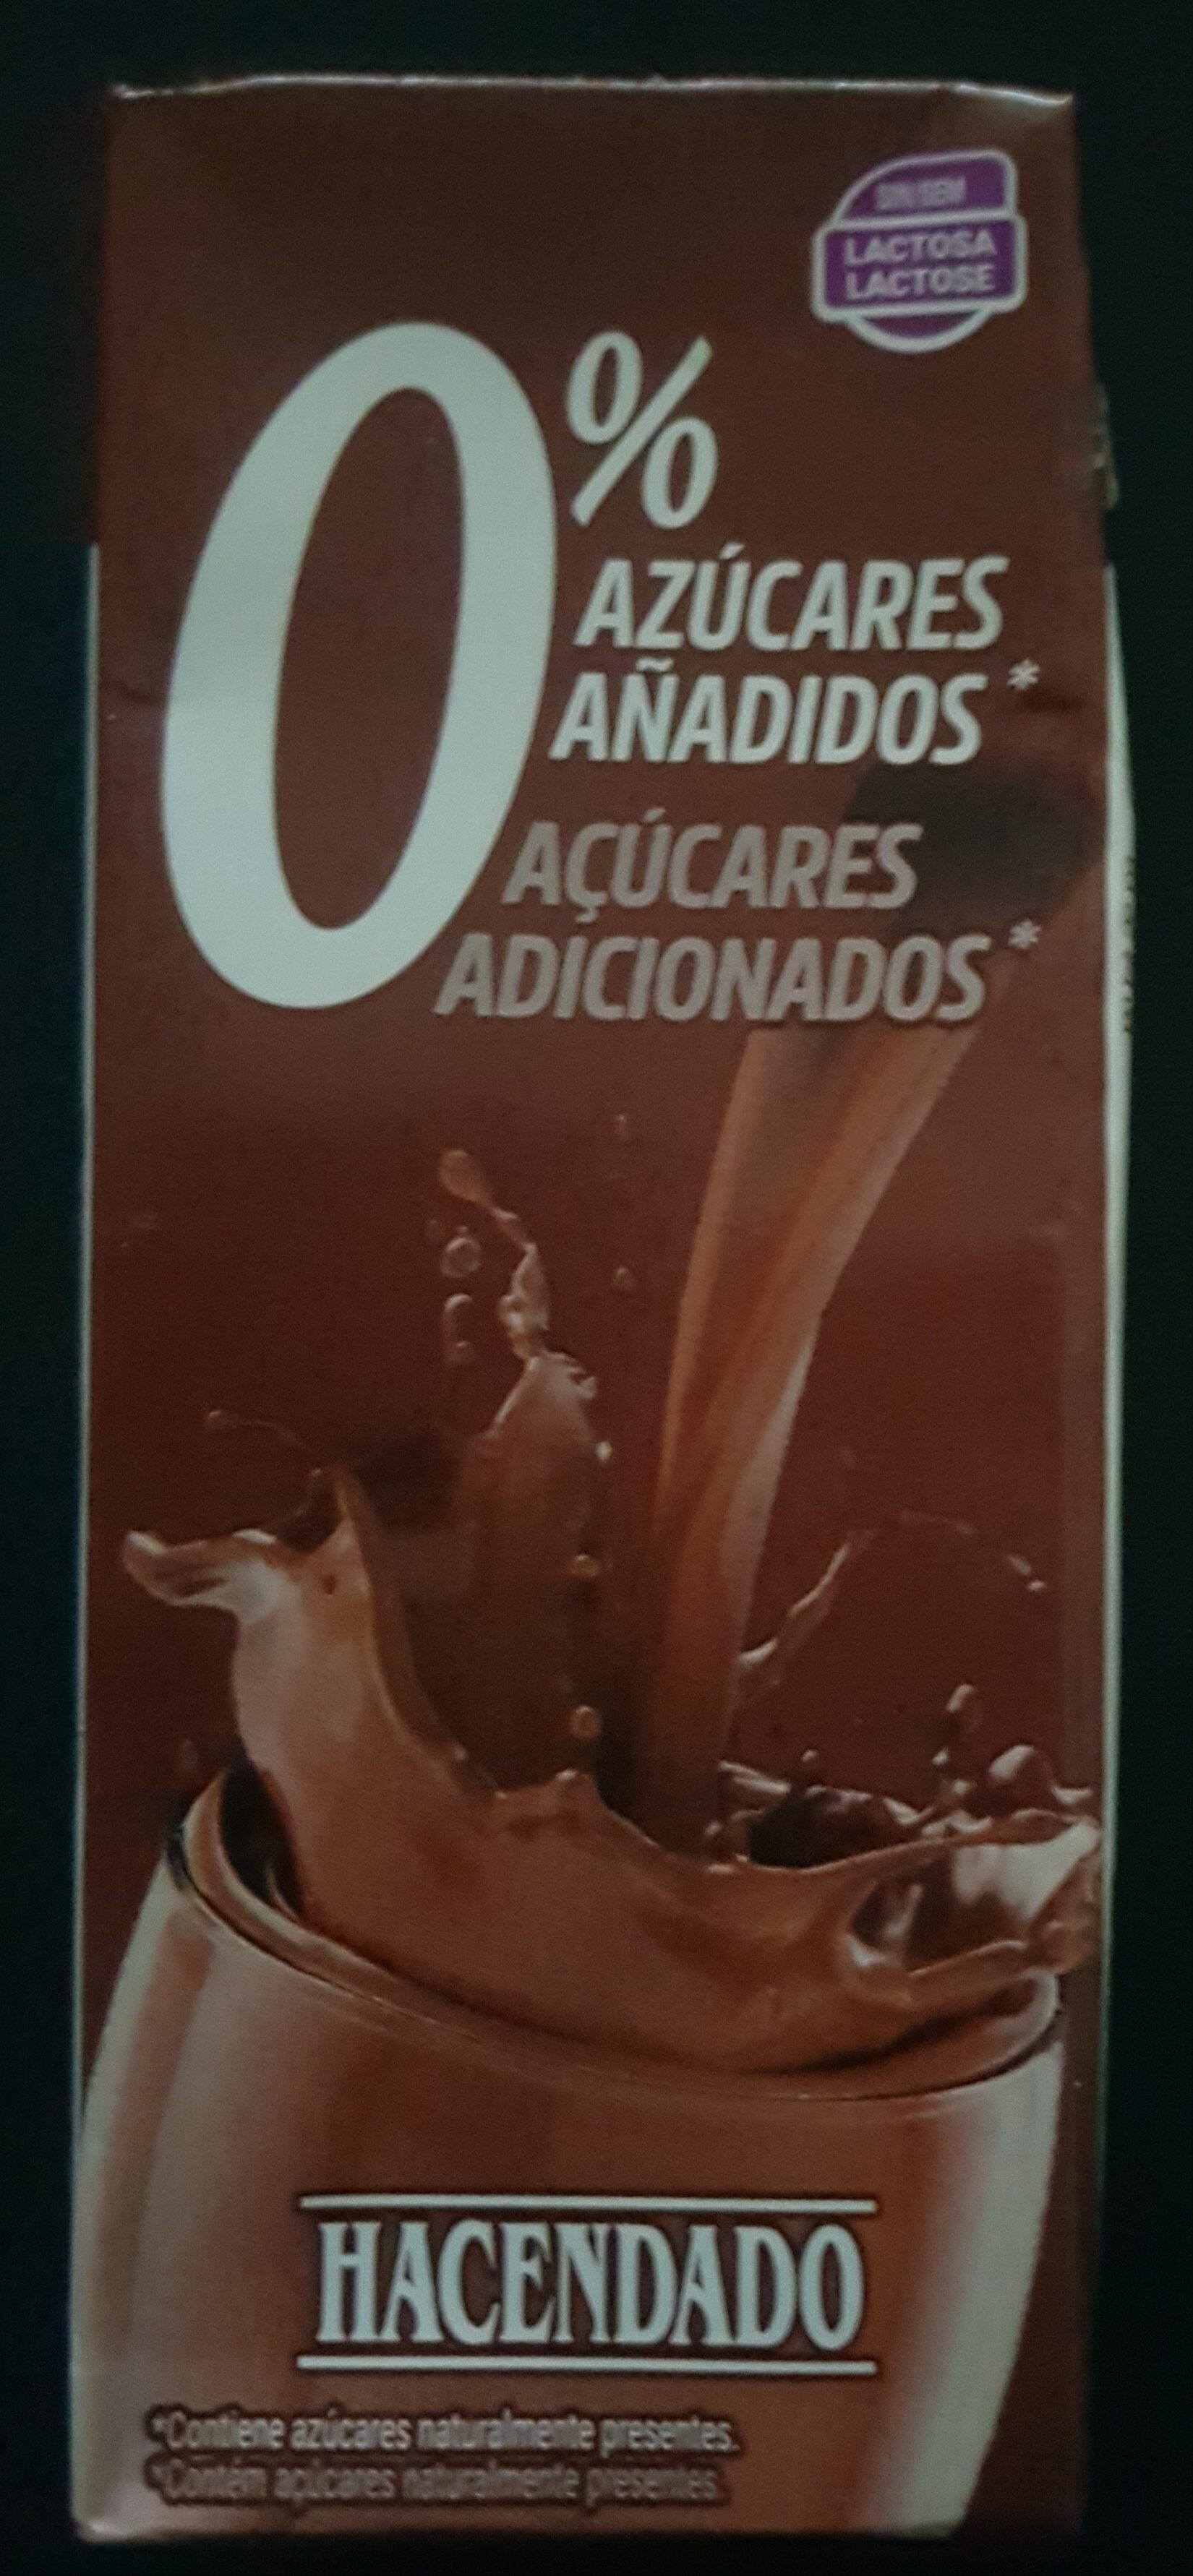 SIN/SEM
LACTOSA
LACTOSE
0%
AZÚCARES
AÑADIDOS*
AÇÚCARES
ADICIONADOS*
HACENDADO
*Contiene azúcares naturalmente presentes.
*Contém açúcares naturalmente presentes.